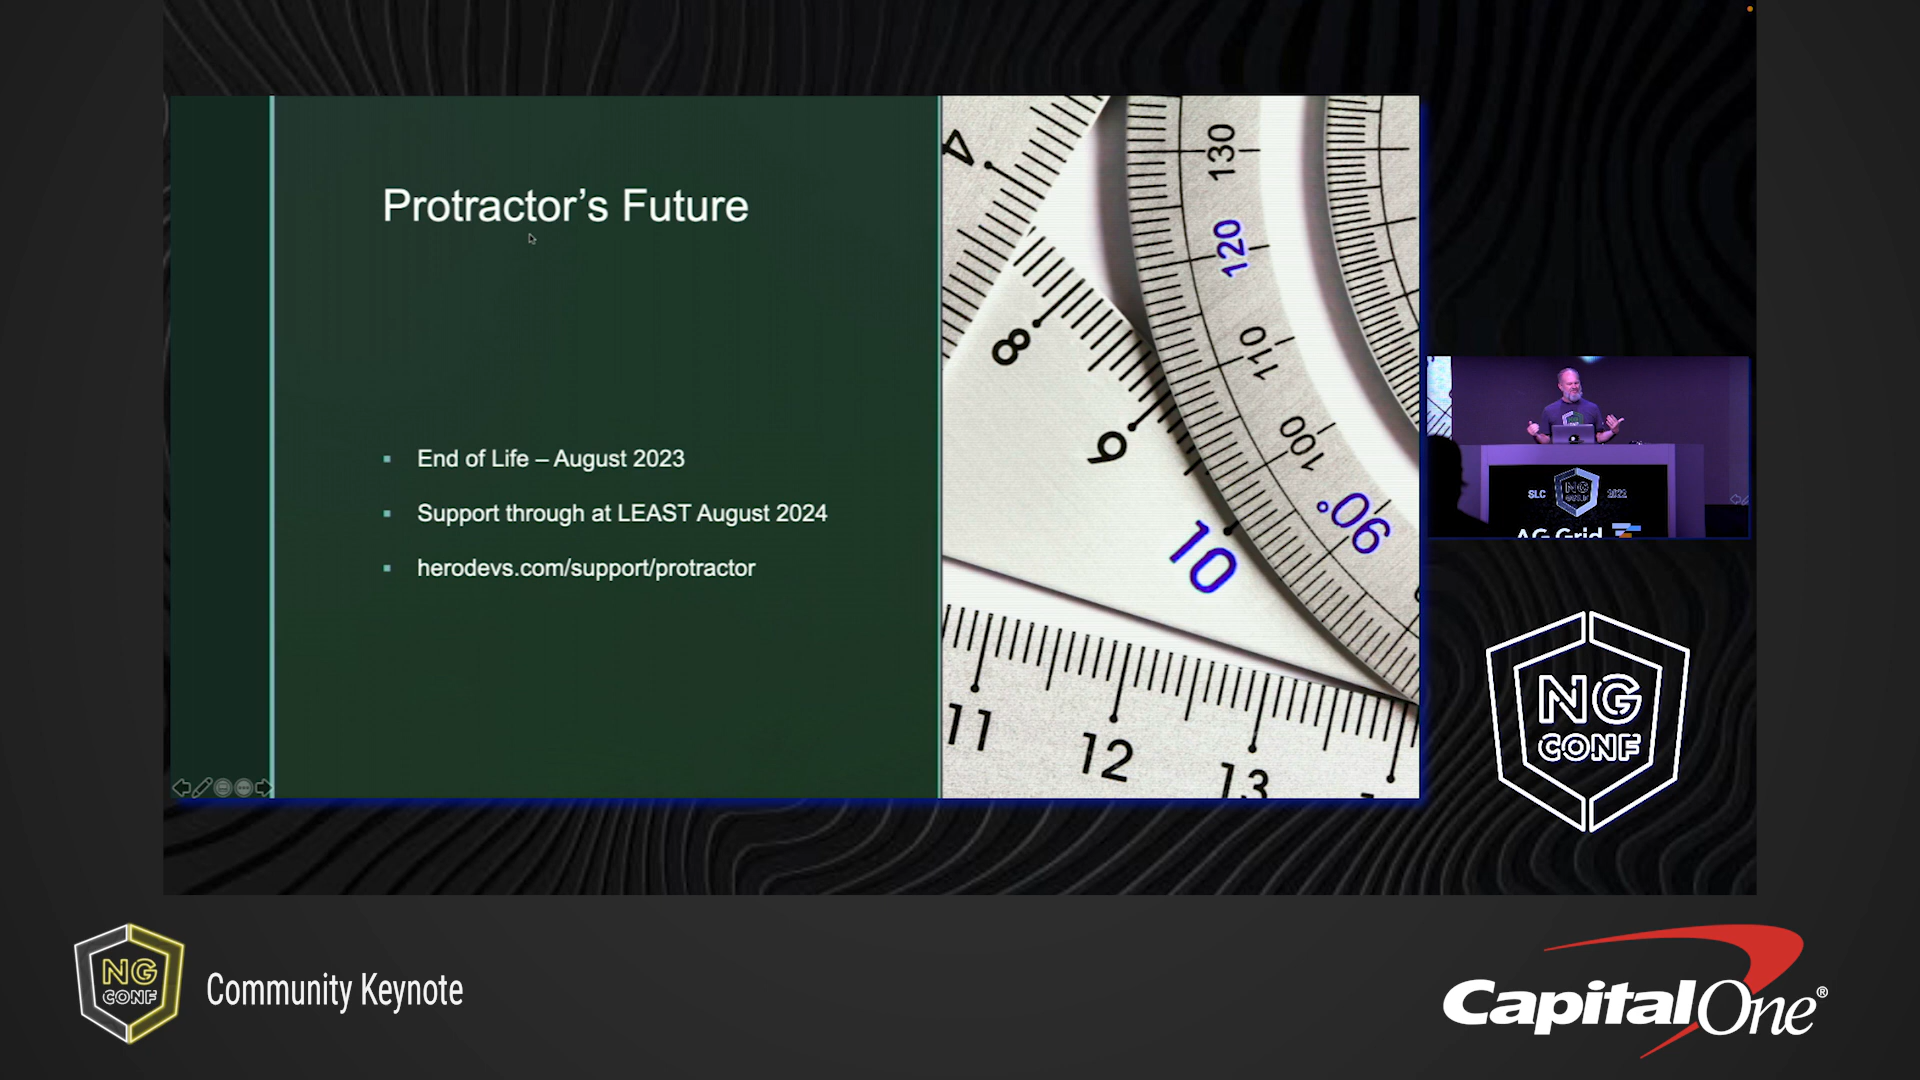 Protractor’s Future
End of Life – August 2023
Support through at LEAST August 2024
herodevs.com/support/protractor
4
8
9
10
11
12
13
130
120
110
100
90°
SLC
NG
CONF
2022
AG Grid
NG
CONF
NG
CONF
Community Keynote
CapitalOne®